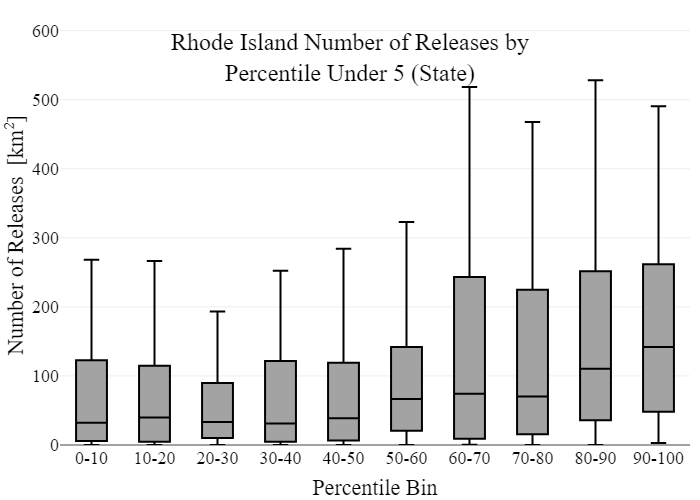 Rhode Island Number of Releases by
Percentile Under 5 (State)
Number of Releases [km²]
600
500
400
300
200
100
0
0-10 10-20 20-30 30-40 40-50 50-60 60-70 70-80 80-90 90-100
Percentile Bin